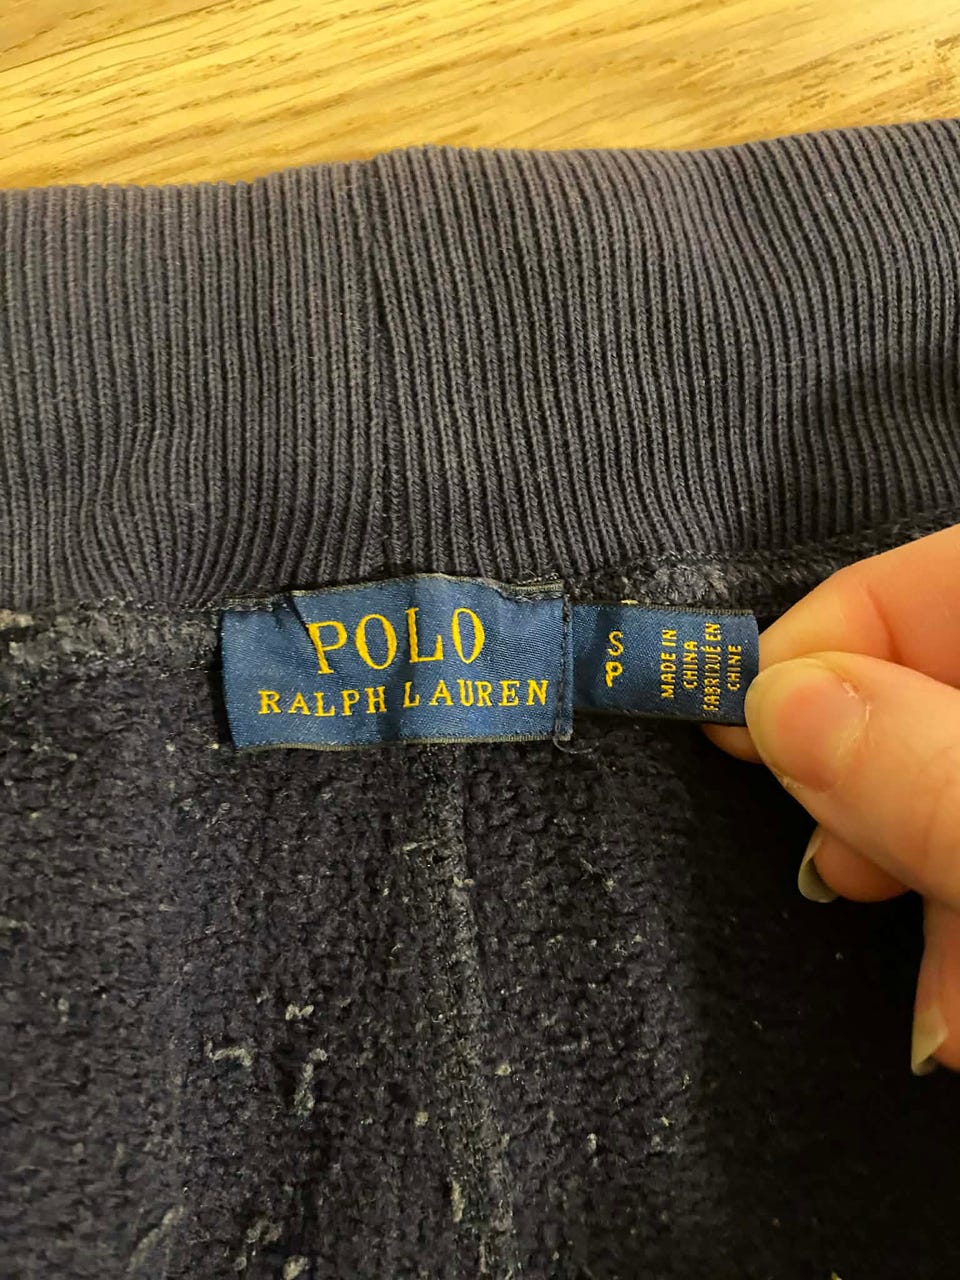 POLO
RALPH LAUREN
S
P
MADE IN
CHINA
FABRIQUÉ EN
CHINE